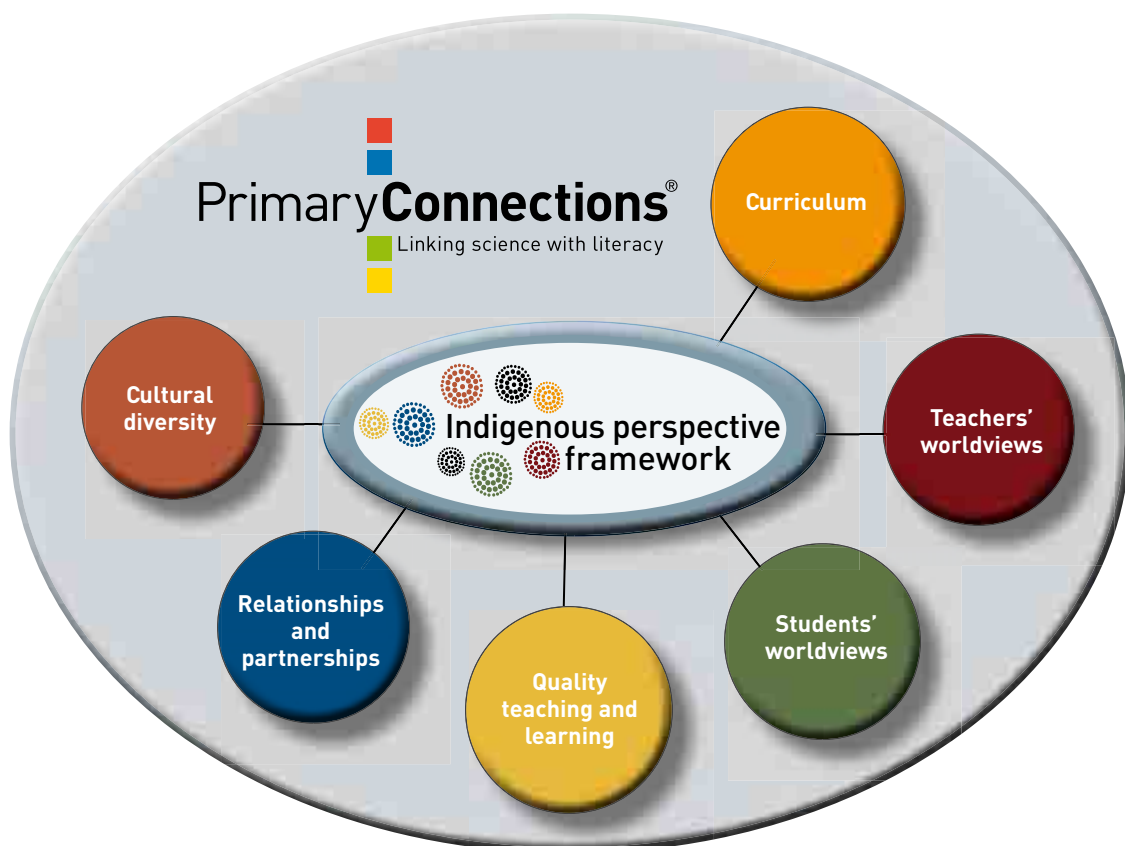 PrimaryConnections®
Linking science with literacy
Curriculum
Cultural
diversity
Indigenous perspective
framework
Teachers’
worldviews
Relationships
and
partnerships
Quality
teaching and
learning
Students’
worldviews